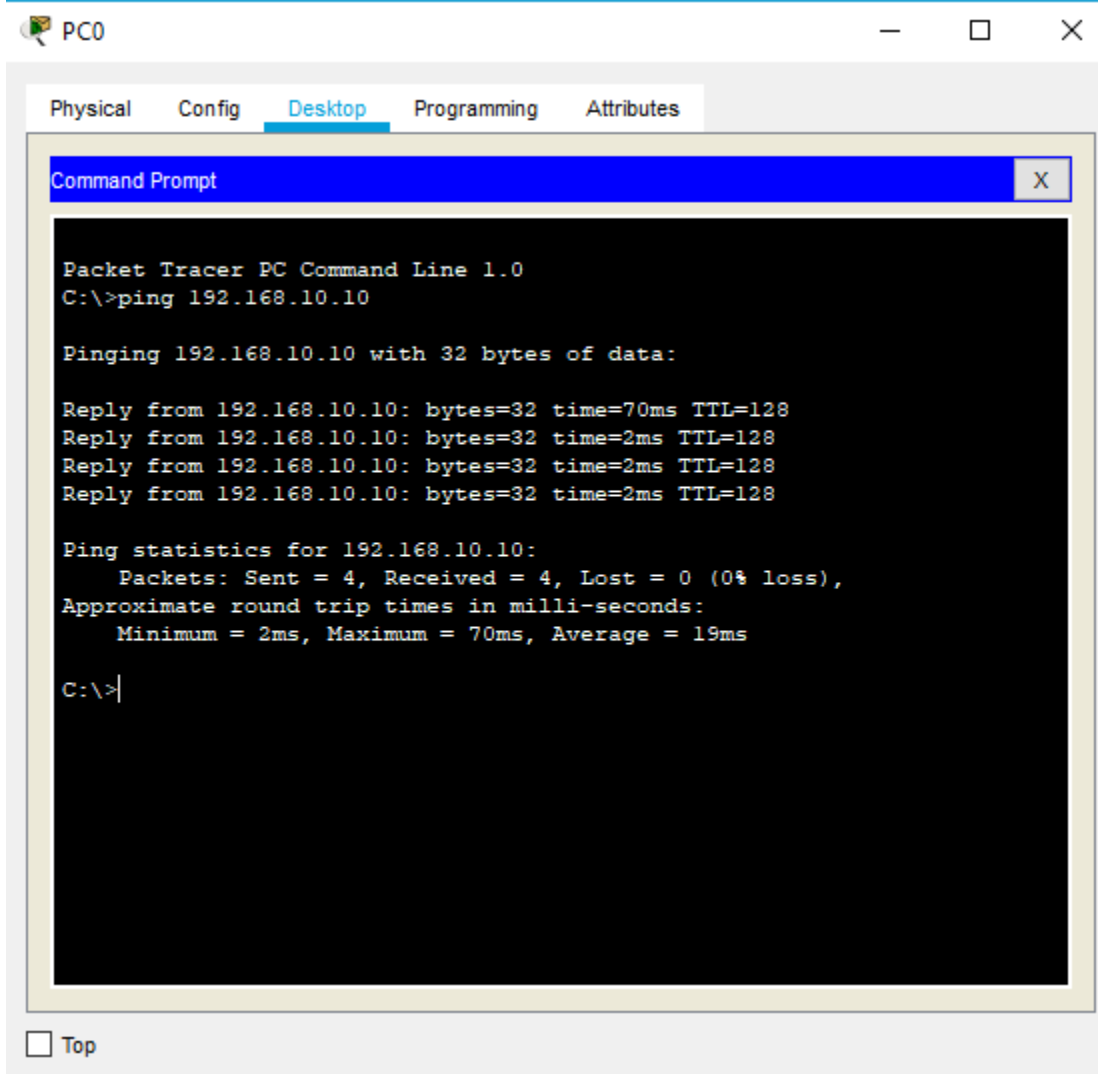 PC0
Physical Config Desktop Programming Attributes
Command Prompt X
Packet Tracer PC Command Line 1.0
C:\>ping 192.168.10.10
Pinging 192.168.10.10 with 32 bytes of data:
Reply from 192.168.10.10: bytes=32 time=70ms TTL=128
Reply from 192.168.10.10: bytes=32 time=2ms TTL=128
Reply from 192.168.10.10: bytes=32 time=2ms TTL=128
Reply from 192.168.10.10: bytes=32 time=2ms TTL=128
Ping statistics for 192.168.10.10:
Packets: Sent = 4, Received = 4, Lost = 0 (0% loss),
Approximate round trip times in milli-seconds:
Minimum = 2ms, Maximum = 70ms, Average = 19ms
C:\>
Top